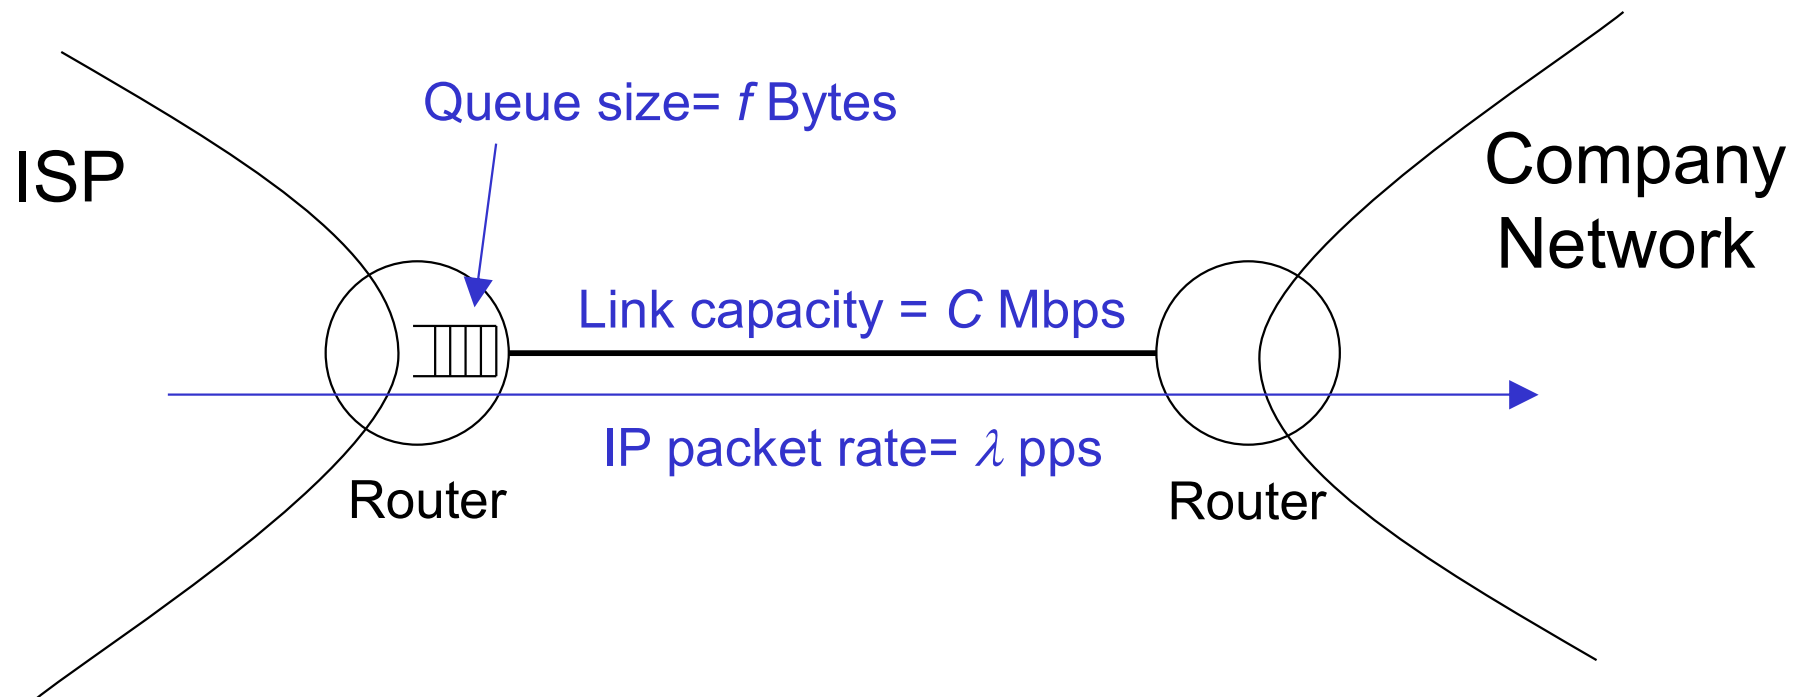 Queue size= f Bytes
ISP
Company
Network
Link capacity = C Mbps
IP packet rate= λ pps
Router
Router